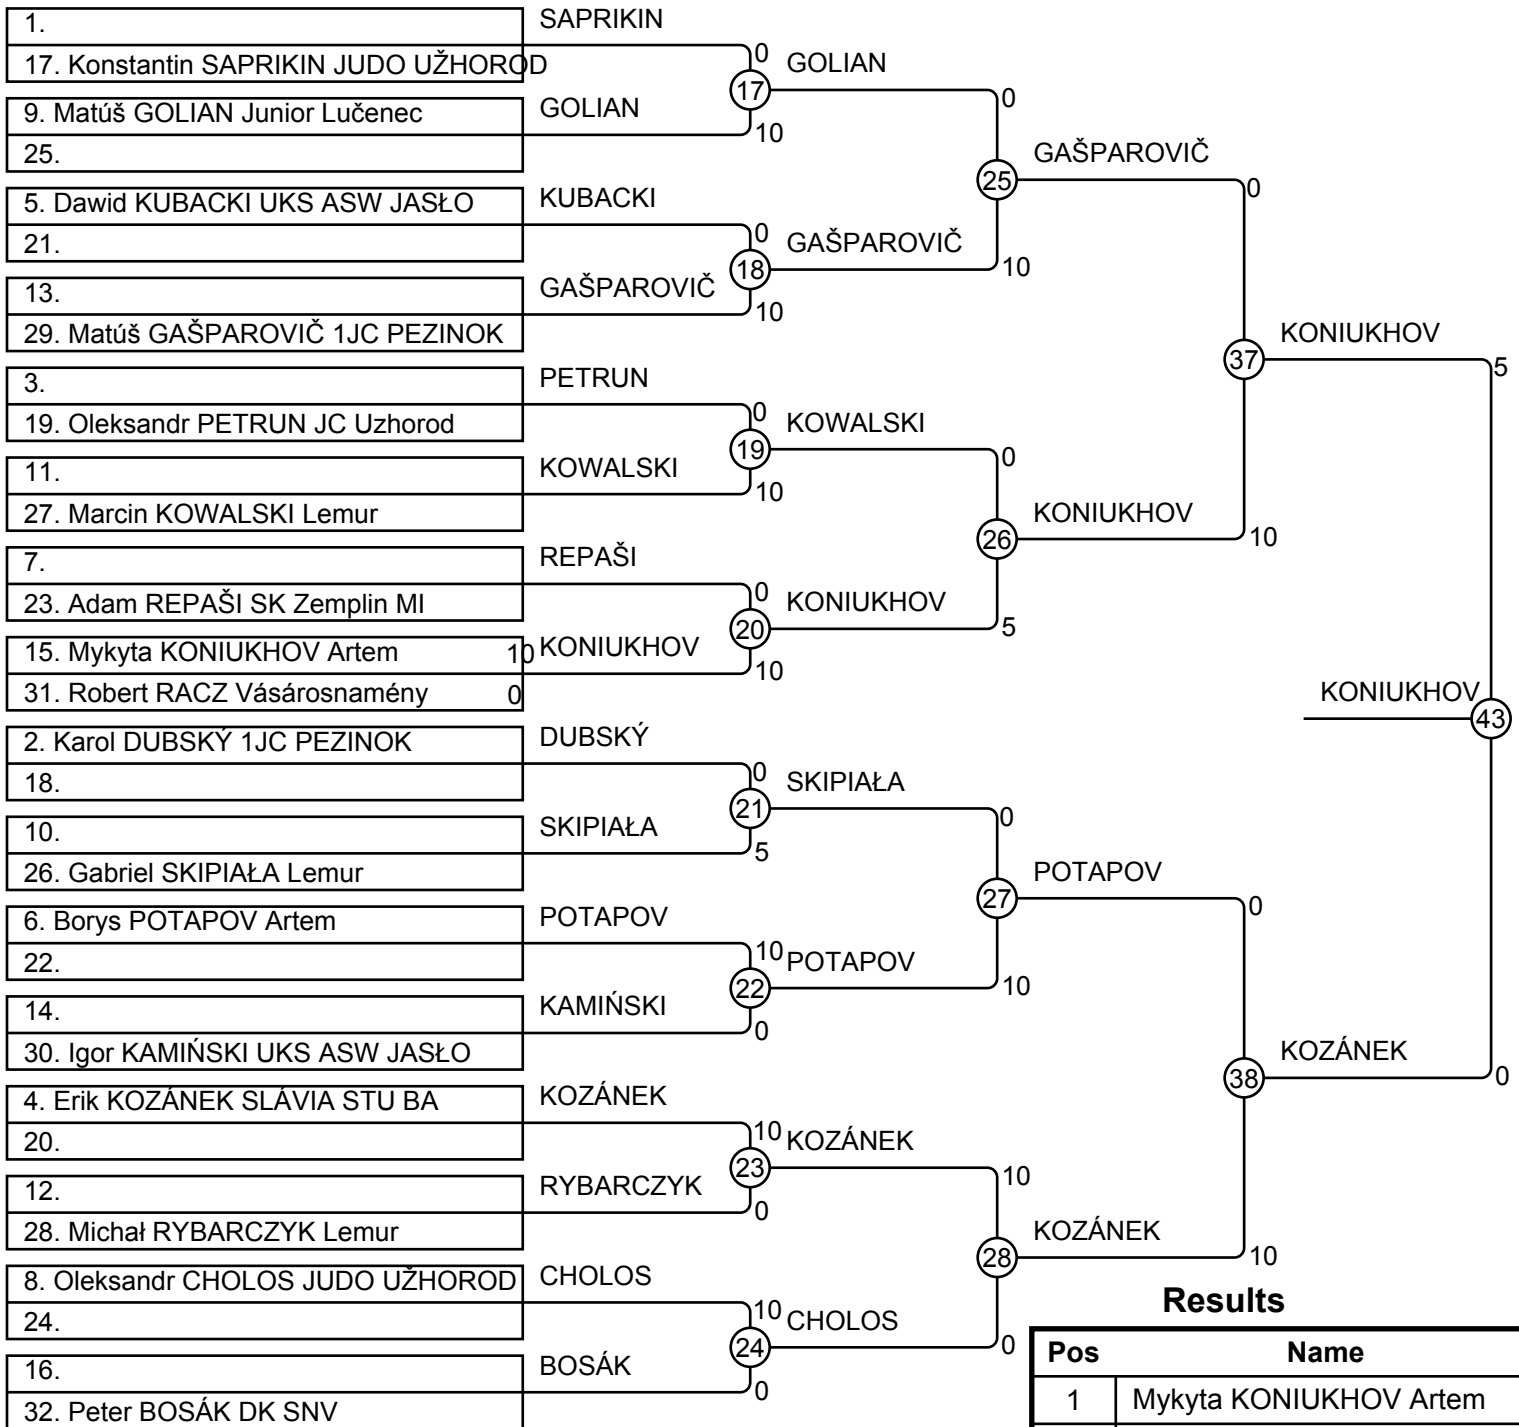 1.
17. Konstantin SAPRIKIN JUDO UŽHOROD
9. Matúš GOLIAN Junior Lučenec
25.
5. Dawid KUBACKI UKS ASW JASŁO
21.
13.
29. Matúš GAŠPAROVIČ 1JC PEZINOK
3.
19. Oleksandr PETRUN JC Uzhorod
11.
27. Marcin KOWALSKI Lemur
7.
23. Adam REPAŠI SK Zemplin MI
15. Mykyta KONIUKHOV Artem 10
31. Robert RACZ Vásárosnamény 0
2. Karol DUBSKÝ 1JC PEZINOK
18.
10.
26. Gabriel SKIPIAŁA Lemur
6. Borys POTAPOV Artem
22.
14.
30. Igor KAMIŃSKI UKS ASW JASŁO
4. Erik KOZÁNEK SLÁVIA STU BA
20.
12.
28. Michał RYBARCZYK Lemur
8. Oleksandr CHOLOS JUDO UŽHOROD
24.
16.
32. Peter BOSÁK DK SNV
SAPRIKIN
0
17
GOLIAN
10
KUBACKI
0
18
GAŠPAROVIČ
10
PETRUN
0
19
KOWALSKI
10
REPAŠI
0
20
KONIUKHOV
10
DUBSKÝ
0
21
SKIPIAŁA
5
POTAPOV
10
22
KAMIŃSKI
0
KOZÁNEK
10
23
RYBARCZYK
0
CHOLOS
10
24
BOSÁK
0
GOLIAN
0
25
GAŠPAROVIČ
10
KOWALSKI
0
26
KONIUKHOV
5
SKIPIAŁA
0
27
POTAPOV
10
KOZÁNEK
10
28
CHOLOS
0
GAŠPAROVIČ
0
37
KONIUKHOV
10
POTAPOV
0
38
KOZÁNEK
10
KONIUKHOV
5
KONIUKHOV
43
KOZÁNEK
0
Results
Pos Name
1 Mykyta KONIUKHOV Artem